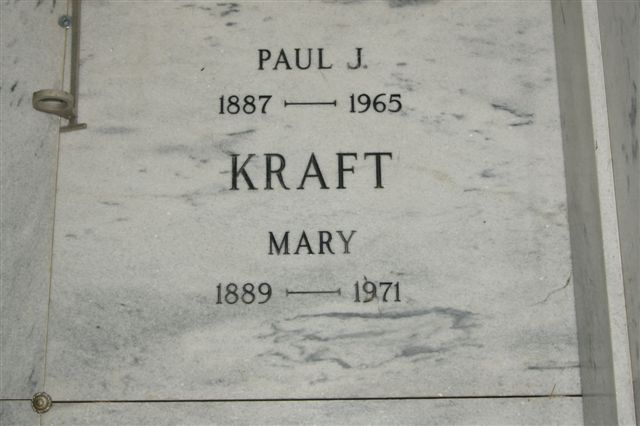 PAUL J.
1887 — 1965
KRAFT
MARY
1889 — 1971